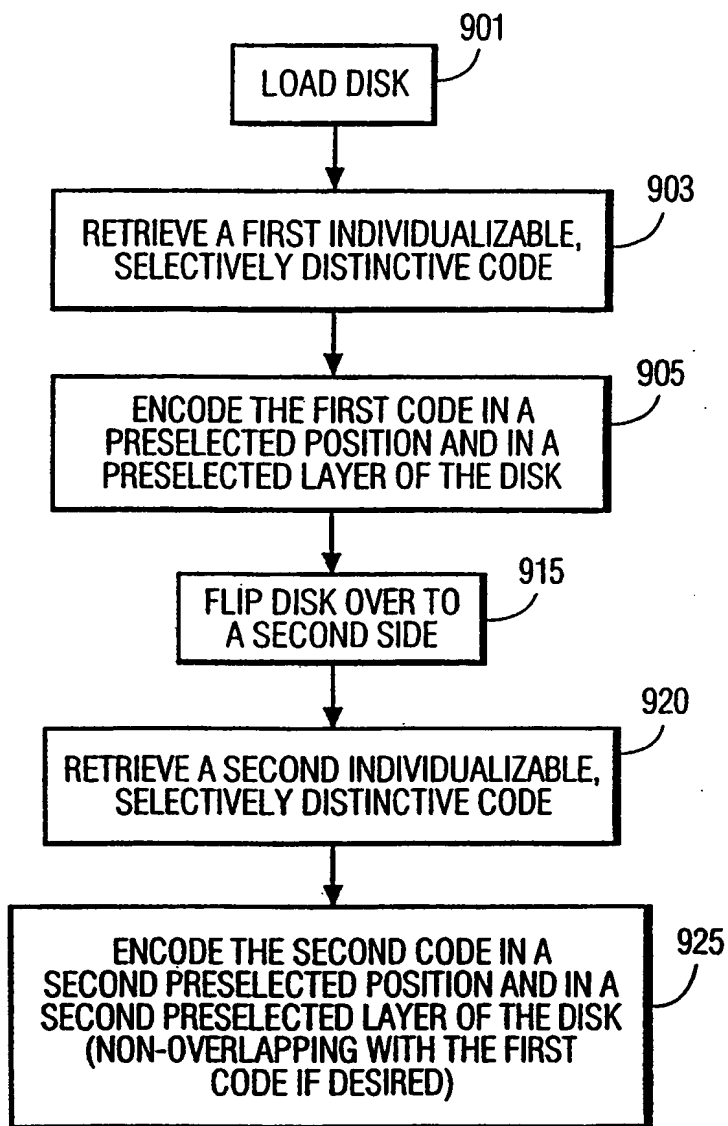 901
LOAD DISK
903
RETRIEVE A FIRST INDIVIDUALIZABLE,
SELECTIVELY DISTINCTIVE CODE
905
ENCODE THE FIRST CODE IN A
PRESELECTED POSITION AND IN A
PRESELECTED LAYER OF THE DISK
915
FLIP DISK OVER TO
A SECOND SIDE
920
RETRIEVE A SECOND INDIVIDUALIZABLE,
SELECTIVELY DISTINCTIVE CODE
925
ENCODE THE SECOND CODE IN A
SECOND PRESELECTED POSITION AND IN A
SECOND PRESELECTED LAYER OF THE DISK
(NON-OVERLAPPING WITH THE FIRST
CODE IF DESIRED)